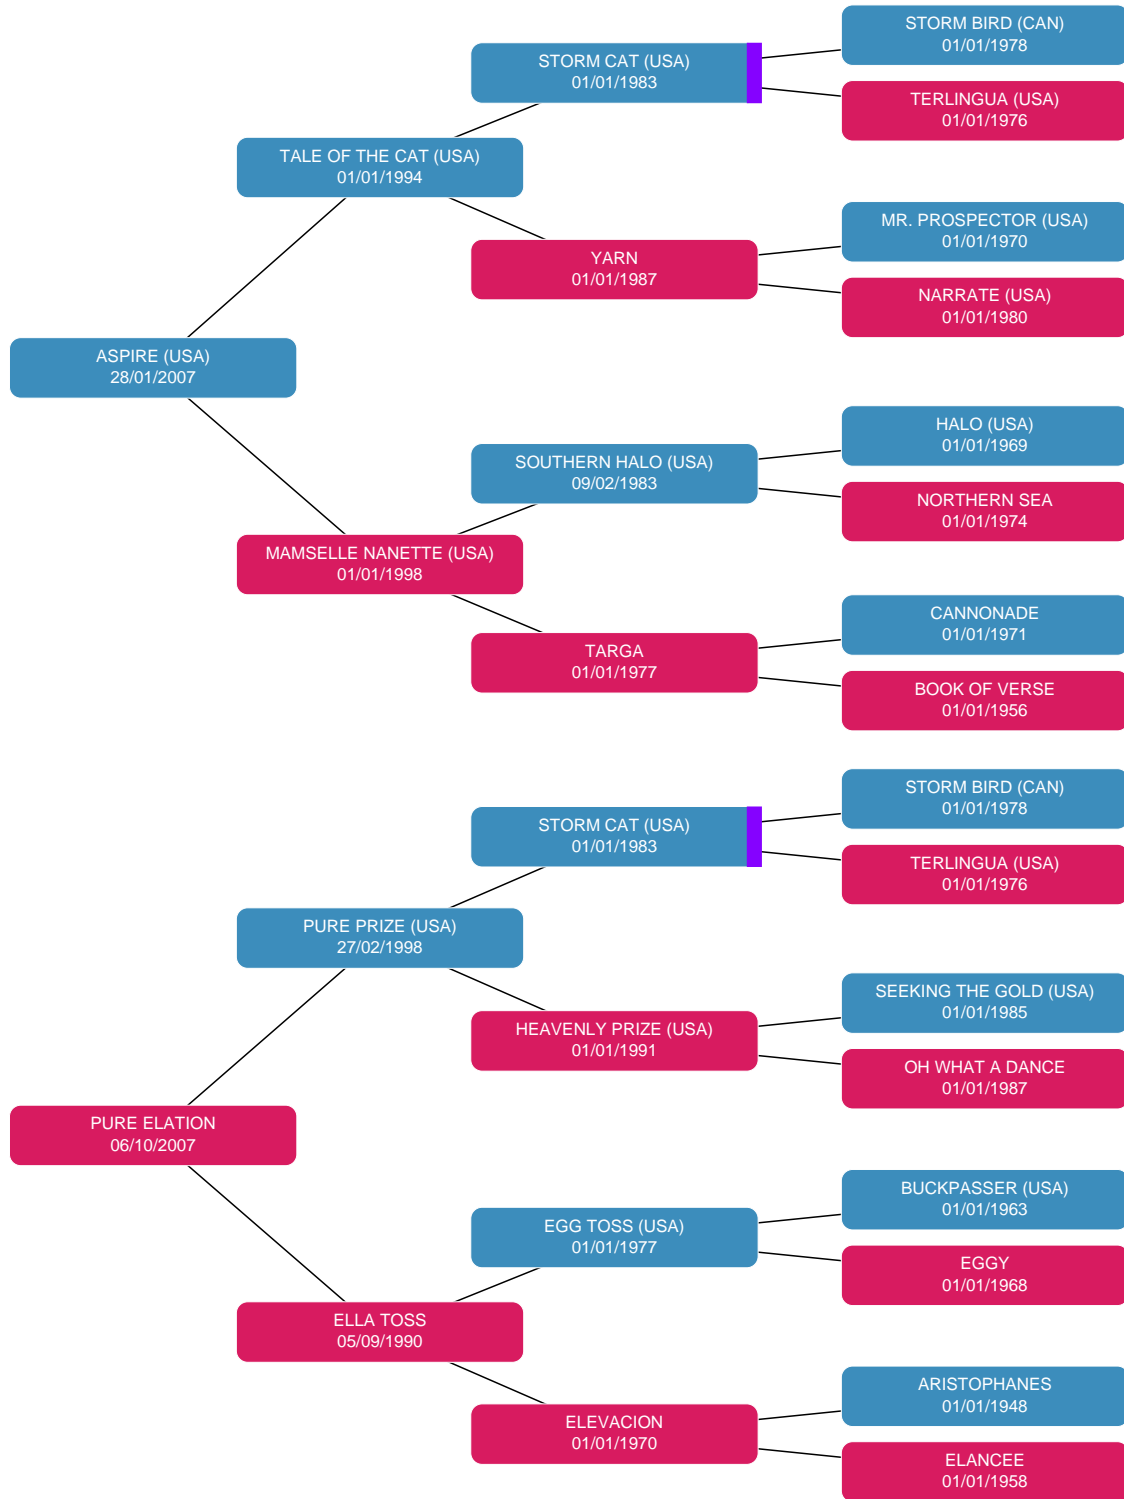 STORM BIRD (CAN)
01/01/1978
STORM CAT (USA)
01/01/1983
TERLINGUA (USA)
01/01/1976
TALE OF THE CAT (USA)
01/01/1994
MR. PROSPECTOR (USA)
01/01/1970
YARN
01/01/1987
NARRATE (USA)
01/01/1980
ASPIRE (USA)
28/01/2007
HALO (USA)
01/01/1969
SOUTHERN HALO (USA)
09/02/1983
NORTHERN SEA
01/01/1974
MAMSELLE NANETTE (USA)
01/01/1998
CANNONADE
01/01/1971
TARGA
01/01/1977
BOOK OF VERSE
01/01/1956
STORM BIRD (CAN)
01/01/1978
STORM CAT (USA)
01/01/1983
TERLINGUA (USA)
01/01/1976
PURE PRIZE (USA)
27/02/1998
SEEKING THE GOLD (USA)
01/01/1985
HEAVENLY PRIZE (USA)
01/01/1991
OH WHAT A DANCE
01/01/1987
PURE ELATION
06/10/2007
BUCKPASSER (USA)
01/01/1963
EGG TOSS (USA)
01/01/1977
EGGY
01/01/1968
ELLA TOSS
05/09/1990
ARISTOPHANES
01/01/1948
ELEVACION
01/01/1970
ELANCEE
01/01/1958